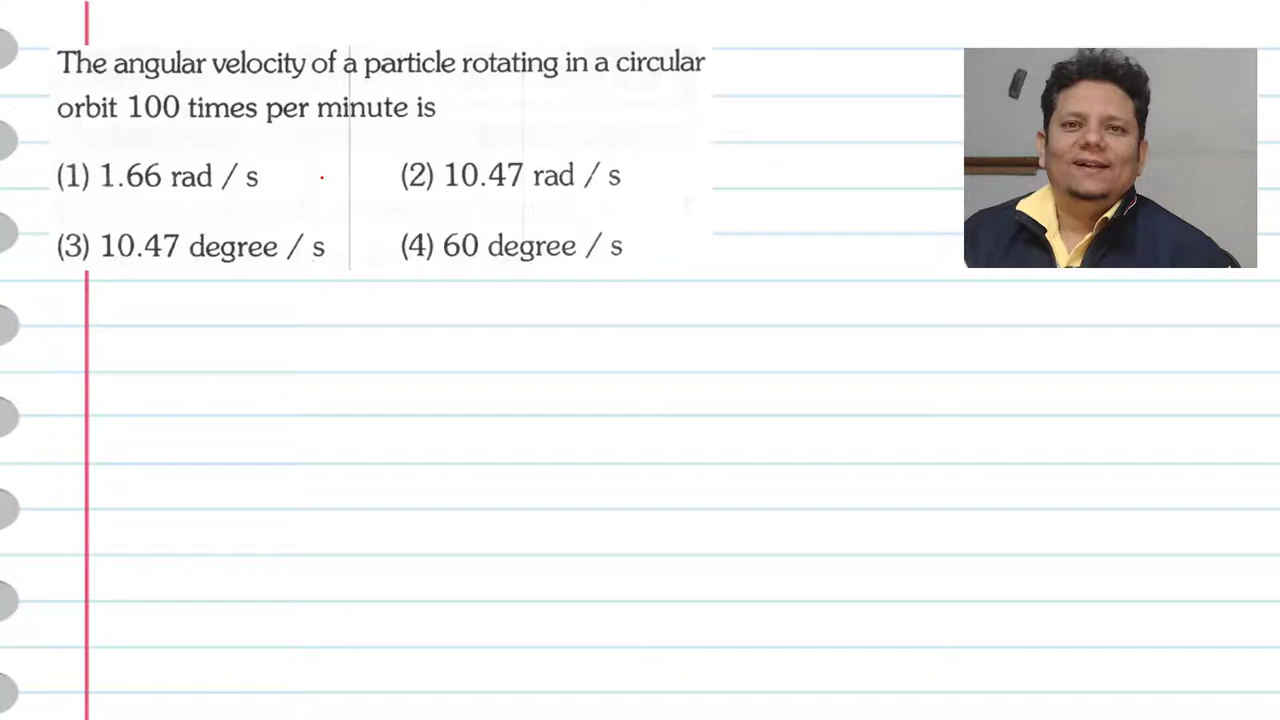 The angular velocity of a particle rotating in a circular
orbit 100 times per minute is
(1) 1.66 rad / s (2) 10.47 rad / s
(3) 10.47 degree / s (4) 60 degree / s